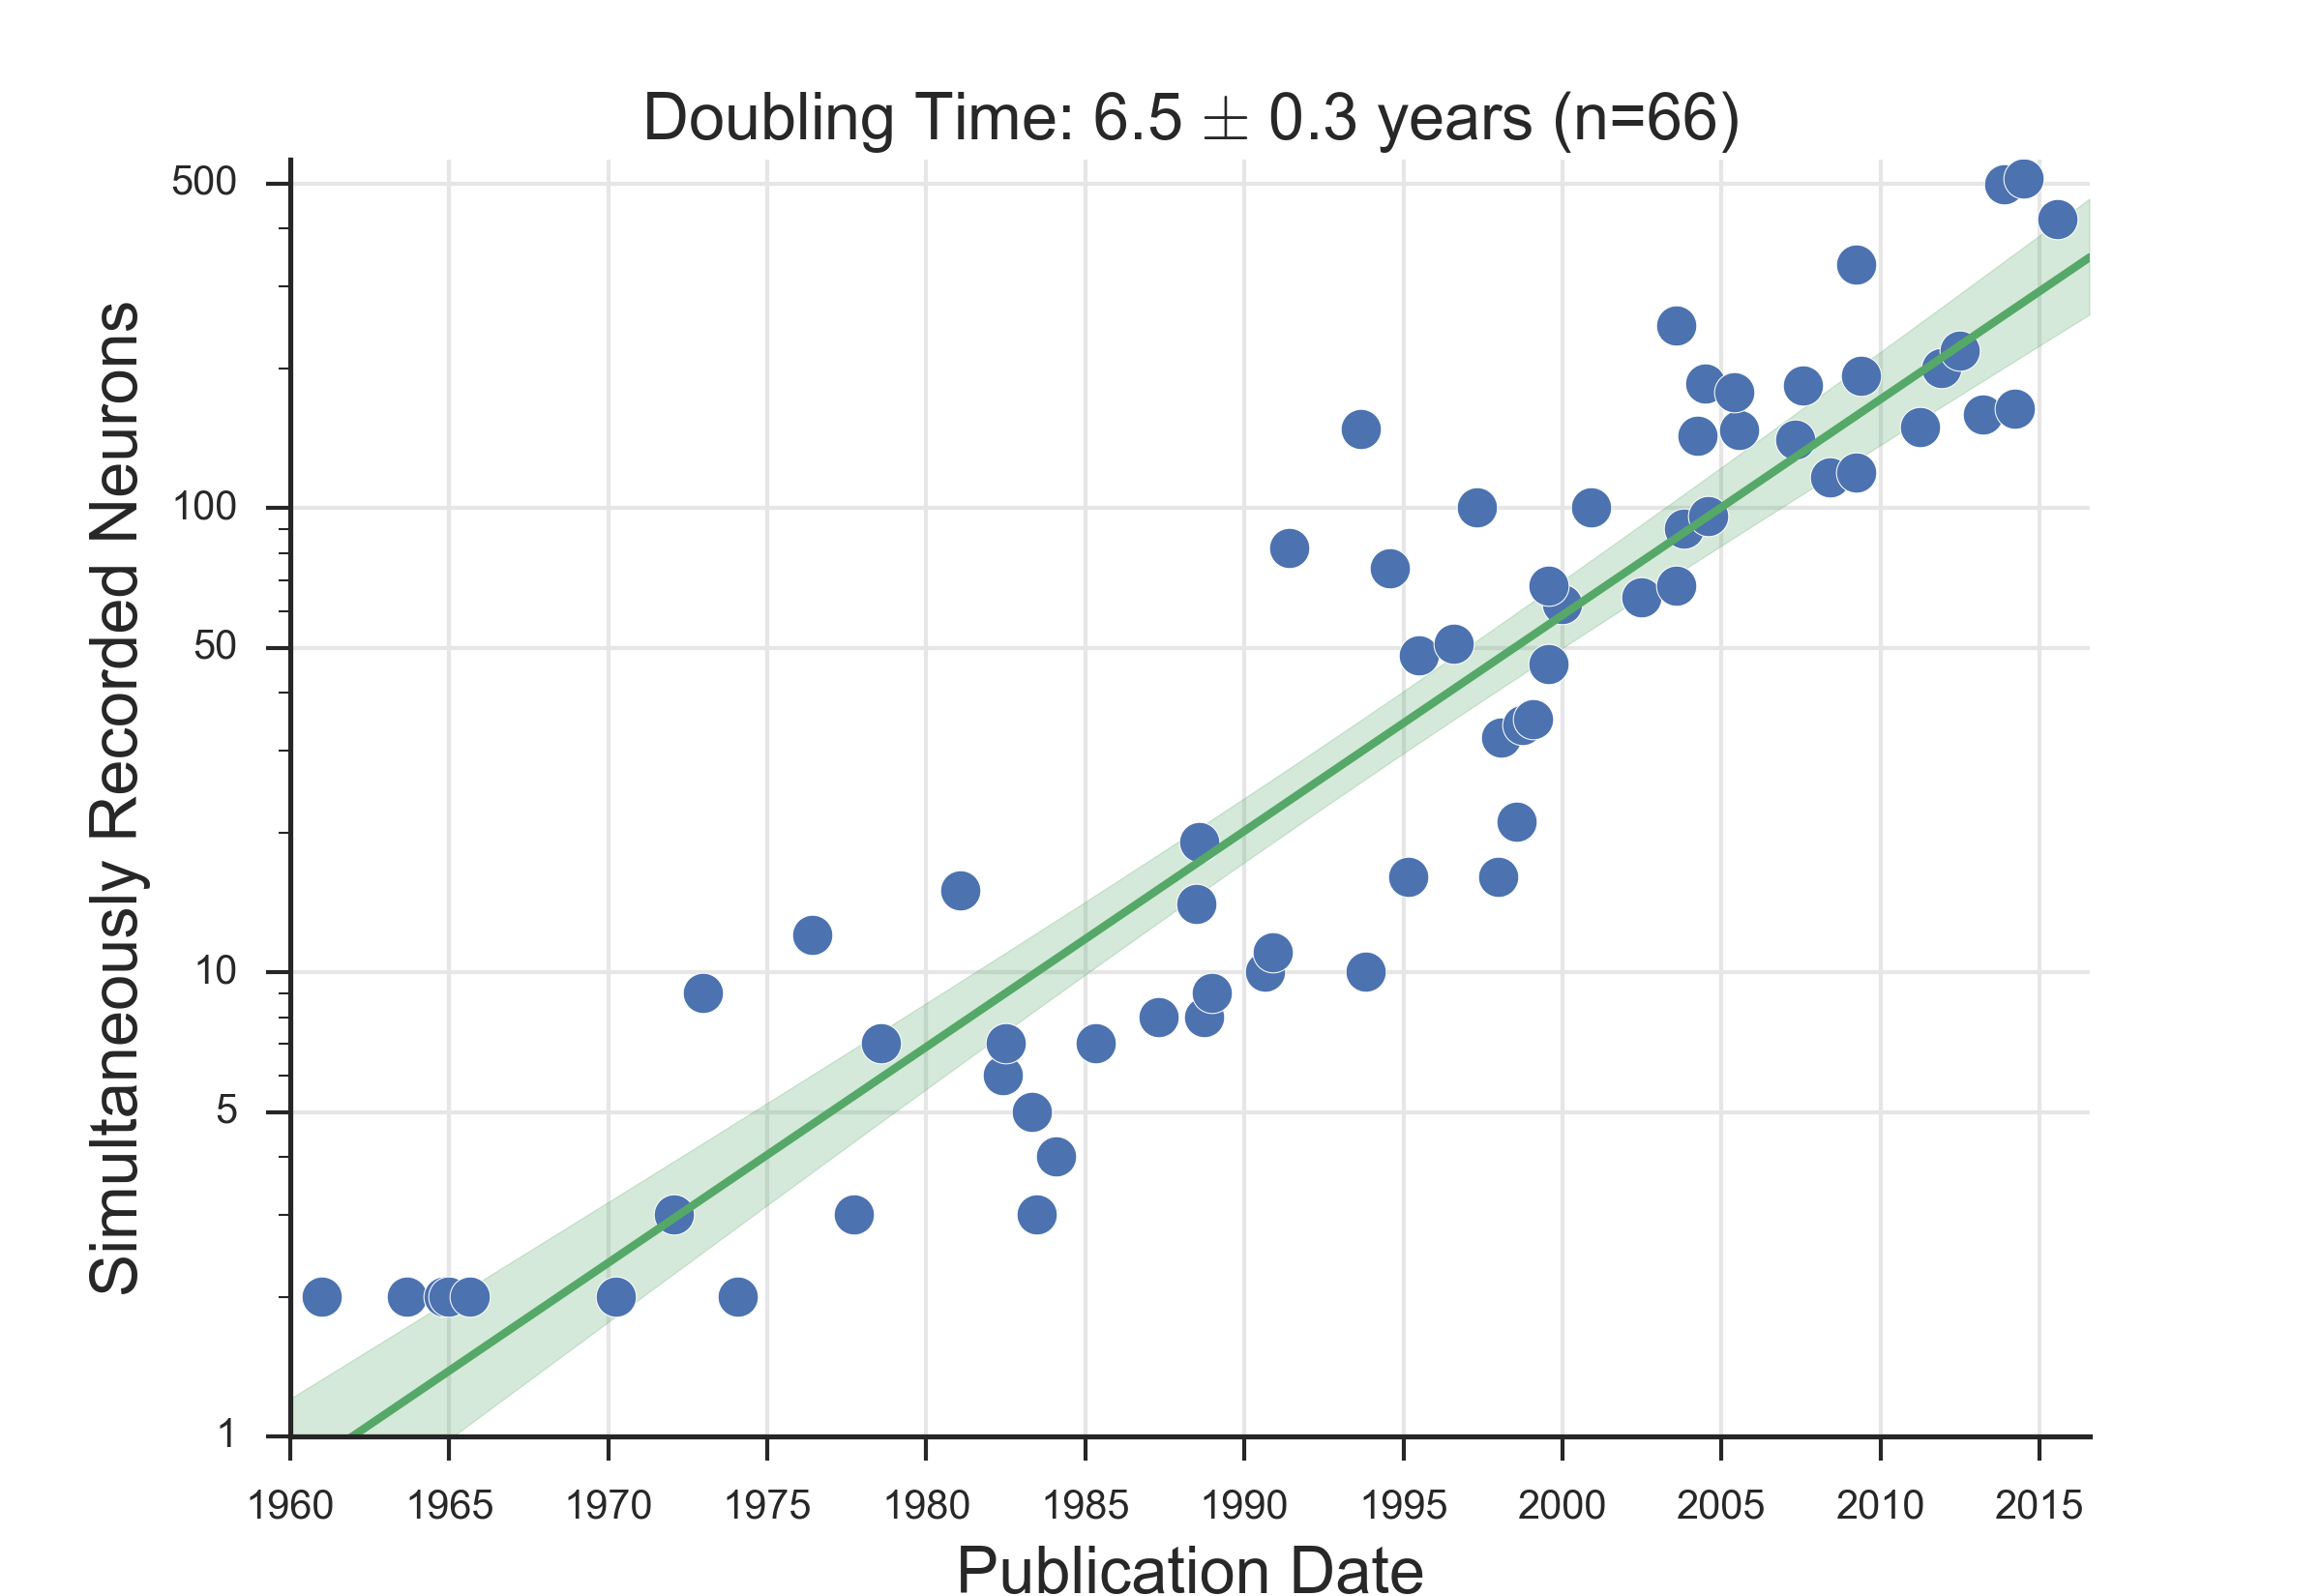 Doubling Time: 6.5 ± 0.3 years (n=66)
Simultaneously Recorded Neurons
500
100
50
10
5
1
1960 1965 1970 1975 1980 1985 1990 1995 2000 2005 2010 2015
Publication Date